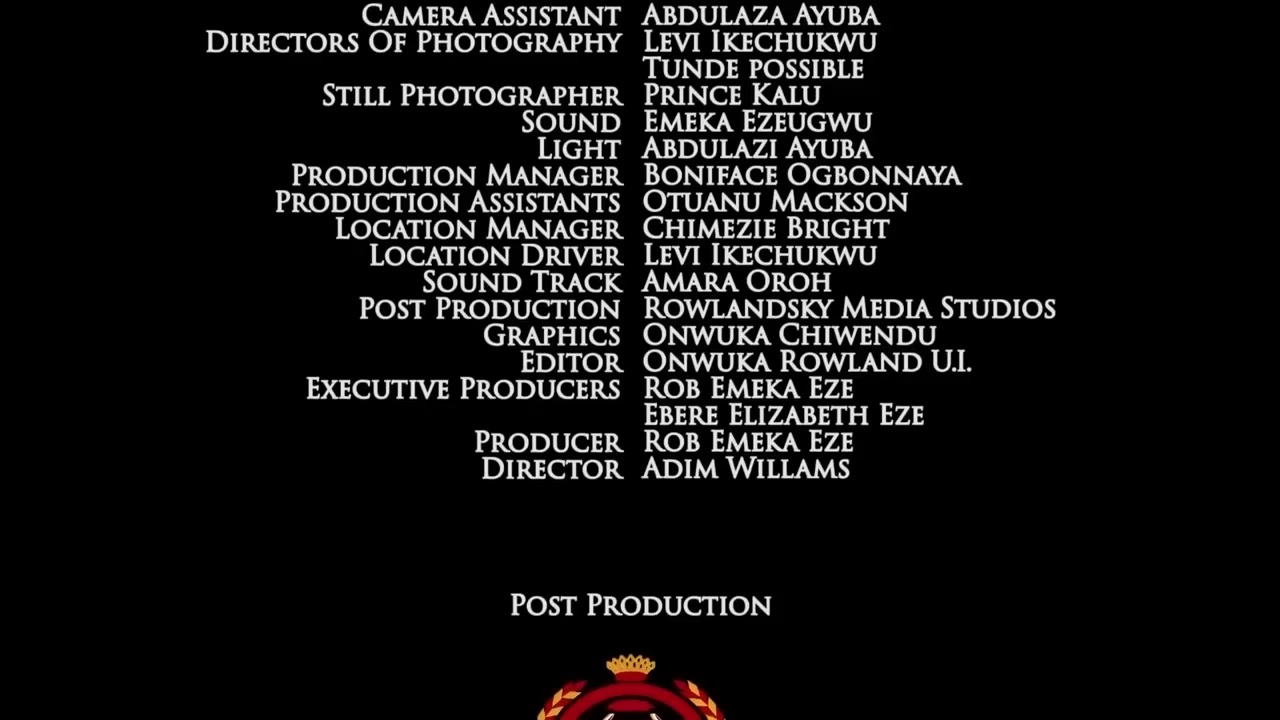 Camera Assistant Abdulaza Ayuba
Directors Of Photography Levi Ikechukwu
Tunde possible
Still Photographer Prince Kalu
Sound Emeka Ezeugwu
Light Abdulazi Ayuba
Production Manager Boniface Ogbonnaya
Production Assistants Otuanu Mackson
Location Manager Chimezie Bright
Location Driver Levi Ikechukwu
Sound Track Amara Oroh
Post Production Rowlandsky Media Studios
Graphics Onwuka Chiwendu
Editor Onwuka Rowland U.I.
Executive Producers Rob Emeka Eze
Ebere Elizabeth Eze
Producer Rob Emeka Eze
Director Adim Willams
Post Production